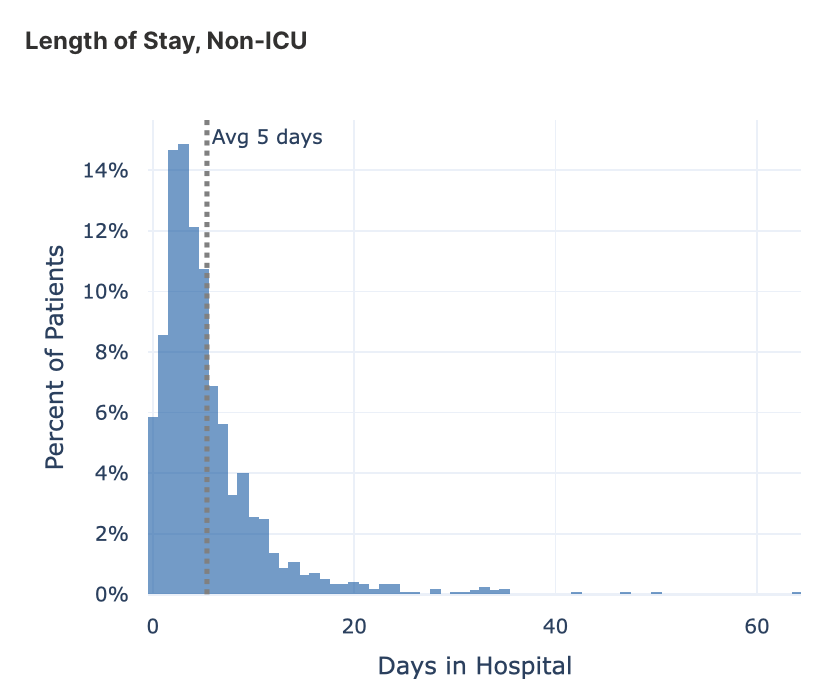 Length of Stay, Non-ICU
Avg 5 days
14%
12%
10%
8%
6%
4%
2%
0%
Percent of Patients
0 20 40 60
Days in Hospital